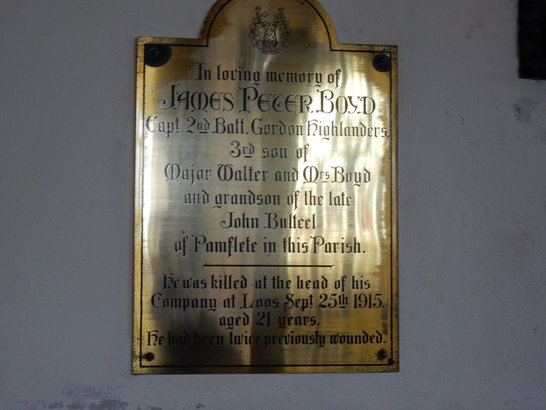 In loving memory of
JAMES PETER BOYD
Capt 2nd Batt. Gordon Highlanders.
3rd son of
Major Walter and Mrs Boyd
and grandson of the late
John Bulteel
of Pamflete in this Parish.
He was killed at the head of his
Company at Loos Sept 25th 1915.
aged 21 years.
He had been twice previously wounded.